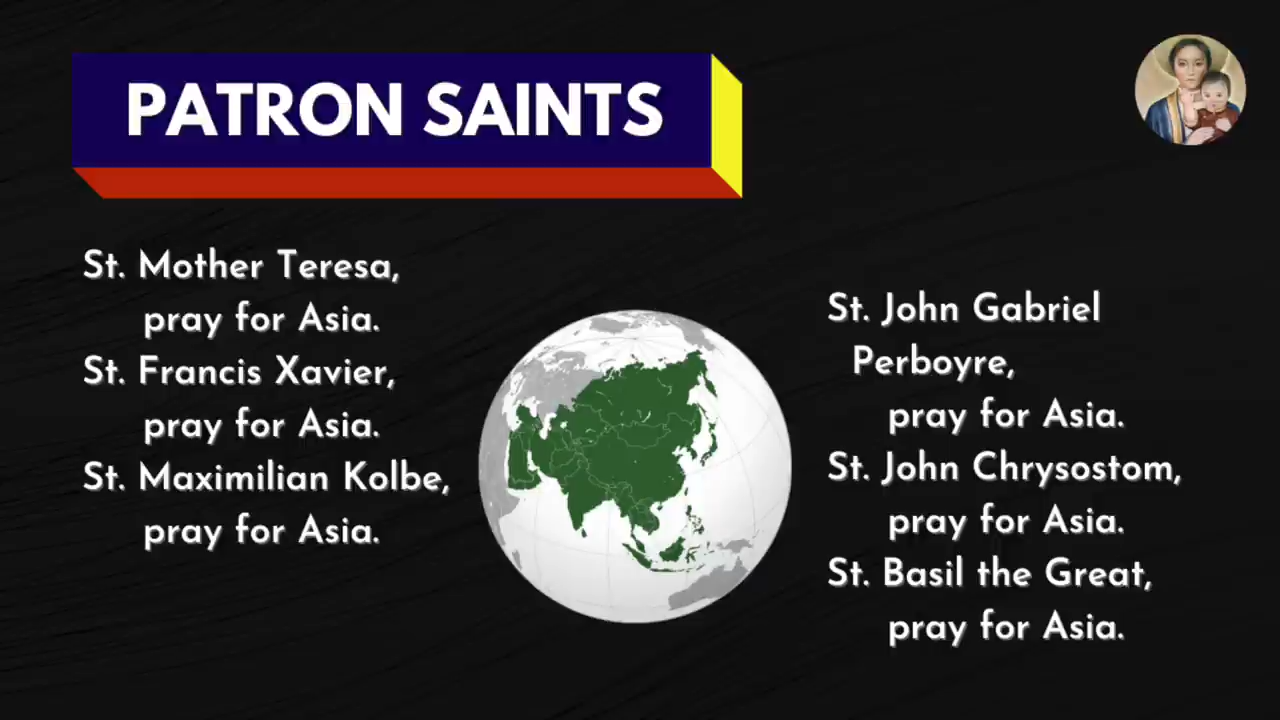 PATRON SAINTS
St. Mother Teresa,
pray for Asia.
St. Francis Xavier,
pray for Asia.
St. Maximilian Kolbe,
pray for Asia.
St. John Gabriel
Perboyre,
pray for Asia.
St. John Chrysostom,
pray for Asia.
St. Basil the Great,
pray for Asia.